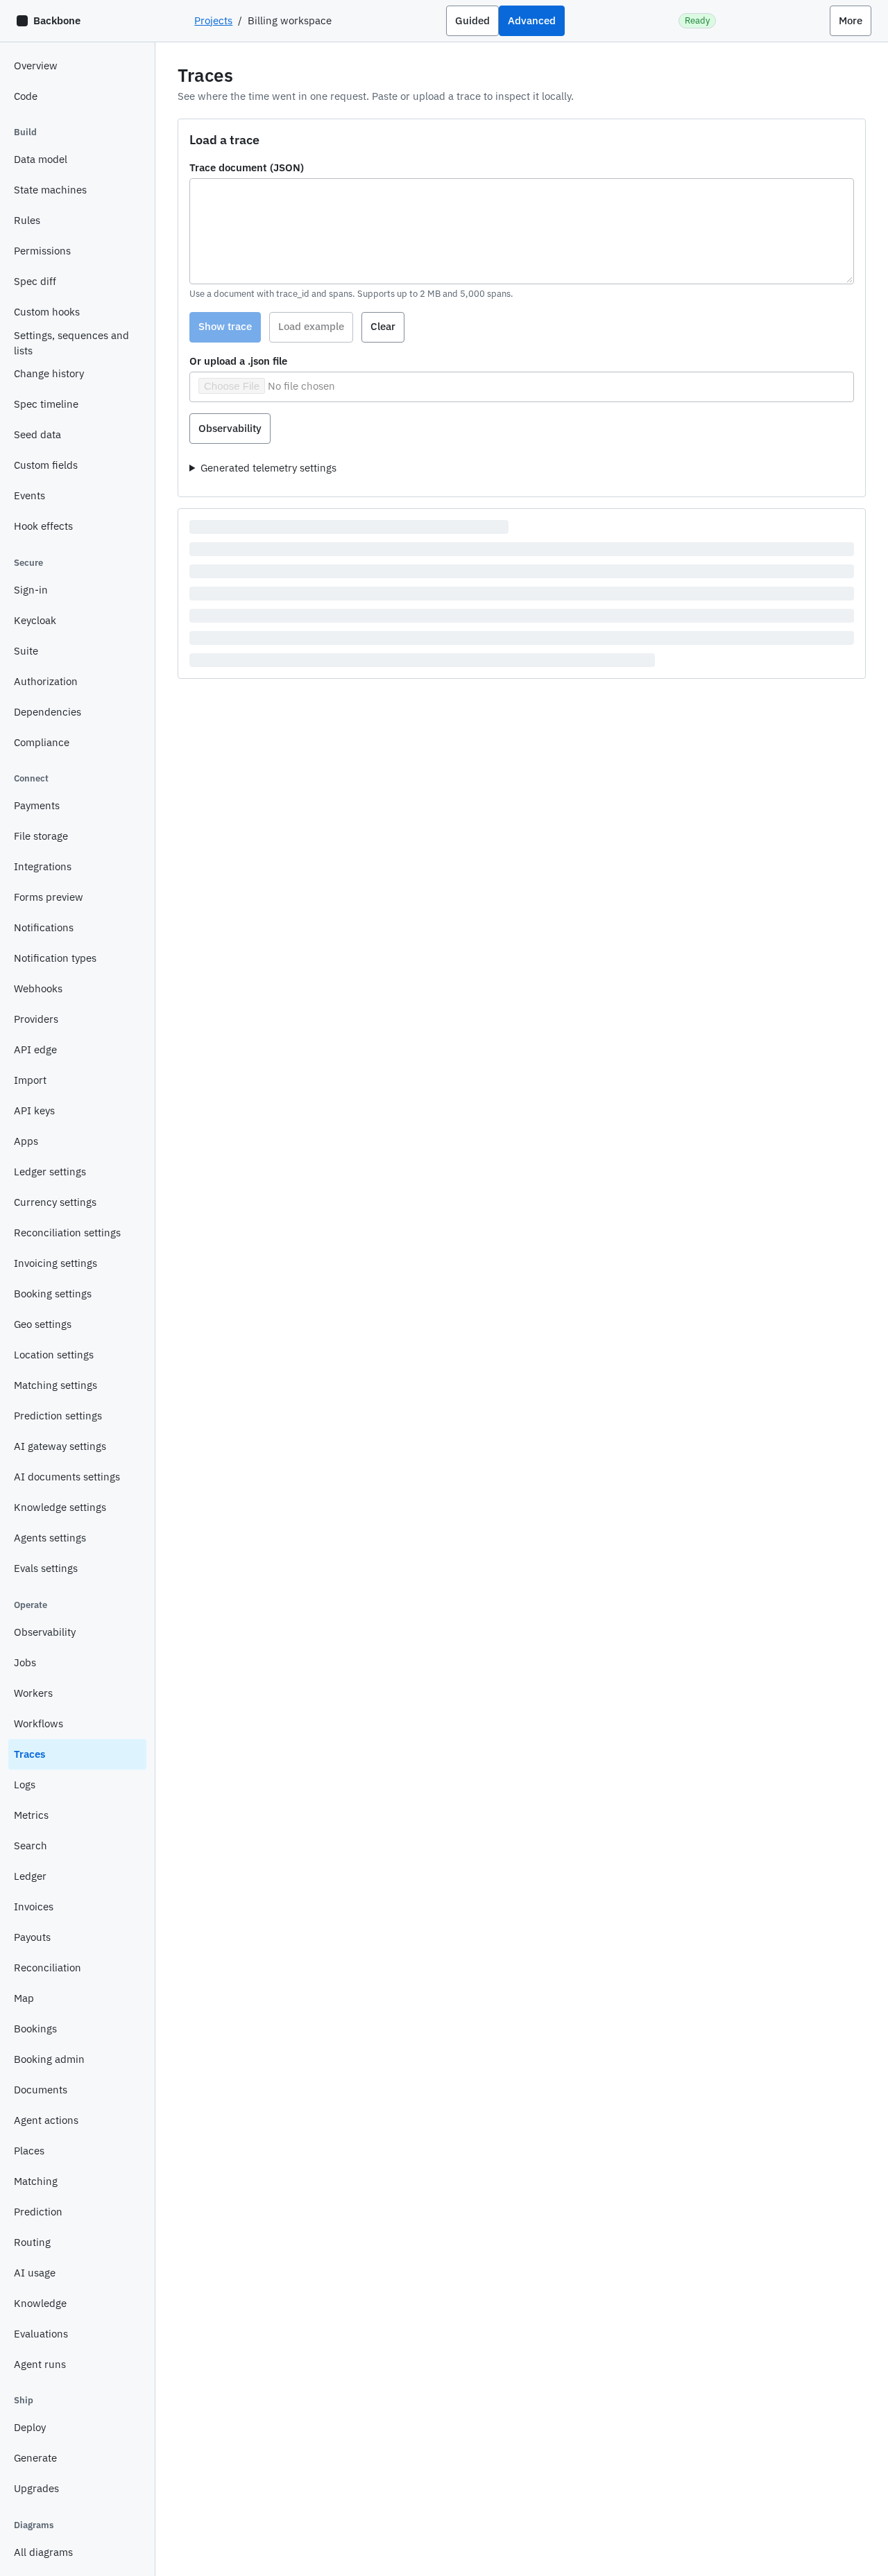 Backbone
Projects / Billing workspace
Guided
Advanced
Ready
More
Overview
Code
Build
Data model
State machines
Rules
Permissions
Spec diff
Custom hooks
Settings, sequences and
lists
Change history
Spec timeline
Seed data
Custom fields
Events
Hook effects
Secure
Sign-in
Keycloak
Suite
Authorization
Dependencies
Compliance
Connect
Payments
File storage
Integrations
Forms preview
Notifications
Notification types
Webhooks
Providers
API edge
Import
API keys
Apps
Ledger settings
Currency settings
Reconciliation settings
Invoicing settings
Booking settings
Geo settings
Location settings
Matching settings
Prediction settings
AI gateway settings
AI documents settings
Knowledge settings
Agents settings
Evals settings
Operate
Observability
Jobs
Workers
Workflows
Traces
Logs
Metrics
Search
Ledger
Invoices
Payouts
Reconciliation
Map
Bookings
Booking admin
Documents
Agent actions
Places
Matching
Prediction
Routing
AI usage
Knowledge
Evaluations
Agent runs
Ship
Deploy
Generate
Upgrades
Diagrams
All diagrams
Traces
See where the time went in one request. Paste or upload a trace to inspect it locally.
Load a trace
Trace document (JSON)
Use a document with trace_id and spans. Supports up to 2 MB and 5,000 spans.
Show trace
Load example
Clear
Or upload a .json file
Choose File No file chosen
Observability
Generated telemetry settings